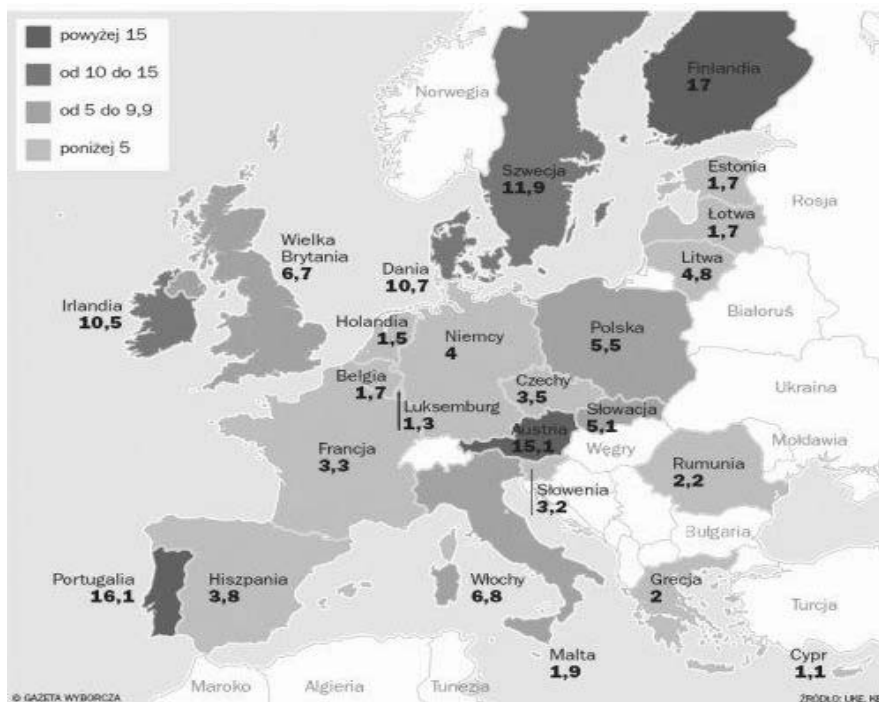 powyżej 15
od 10 do 15
od 5 do 9,9
poniżej 5
Norwegia
Finlandia
17
Szwecja
11,9
Estonia
1,7
Rosja
Łotwa
1,7
Litwa
4,8
Wielka
Brytania
6,7
Dania
10,7
Irlandia
10,5
Białoruś
Holandia
1,5
Niemcy
4
Polska
5,5
Belgia
1,7
Luksemburg
1,3
Czechy
3,5
Słowacja
5,1
Ukraina
Francja
3,3
Austria
15,1
Węgry
Mołdawia
Rumunia
2,2
Słowenia
3,2
Bułgaria
Portugalia
16,1
Hiszpania
3,8
Włochy
6,8
Grecja
2
Turcja
Malta
1,9
Cypr
1,1
Maroko
Algieria
Tunezja
© GAZETA WYBORCZA
ŹRÓDŁO: UKE, KE